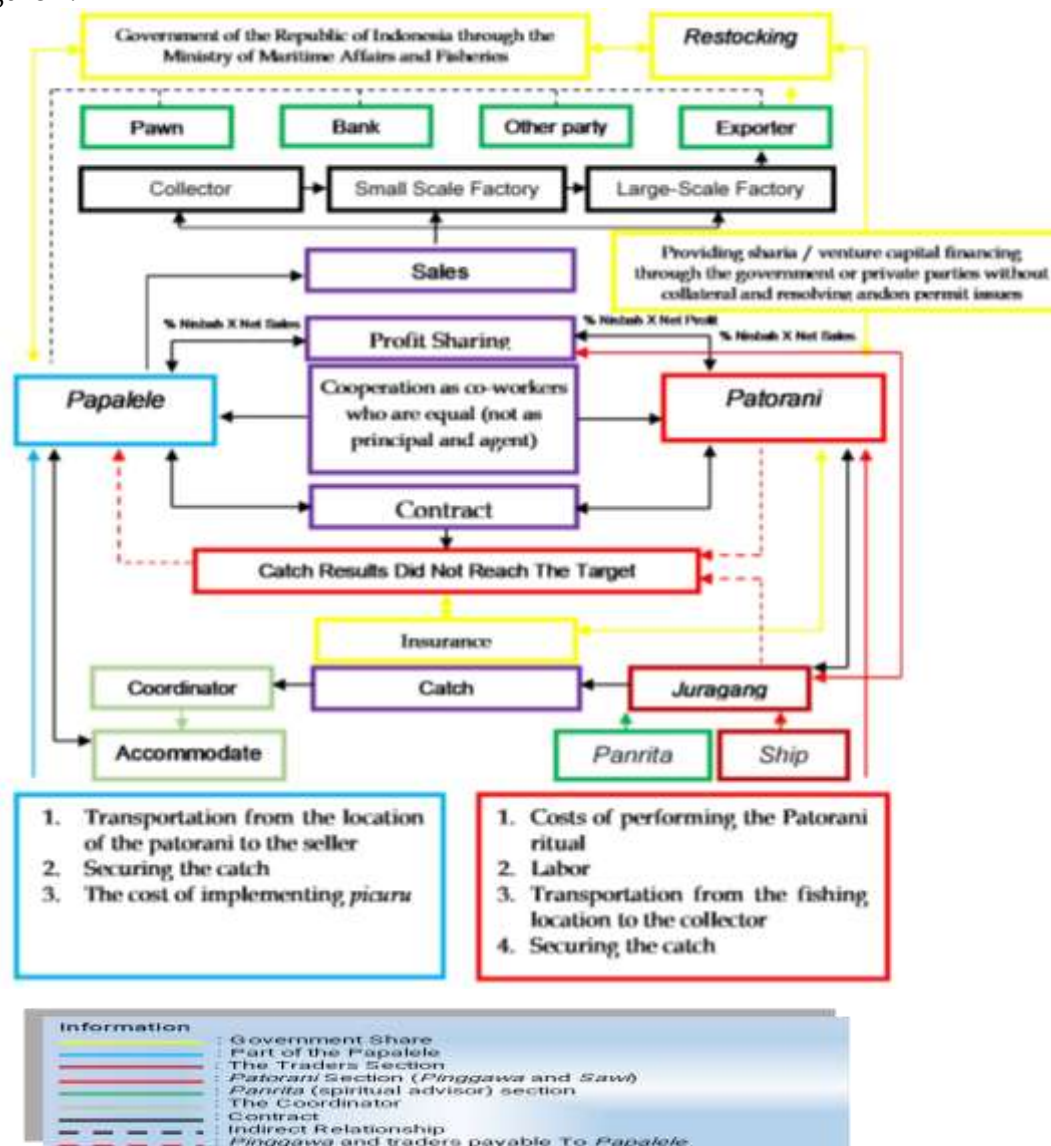 Government of the Republic of Indonesia through the
Ministry of Maritime Affairs and Fisheries
Restocking
Pawn
Bank
Other party
Exporter
Collector
Small Scale Factory
Large-Scale Factory
Providing sharia / venture capital financing
through the government or private parties without
collateral and resolving andon permit issues
Sales
% Nisbah X Net Sales
Profit Sharing
% Nisbah X Net Profit
% Nisbah X Net Sales
Papalele
Cooperation as co-workers
who are equal (not as
principal and agent)
Patorani
Contract
Catch Results Did Not Reach The Target
Insurance
Coordinator
Catch
Juragang
Accommodate
Panrita
Ship
1. Transportation from the location
of the patorani to the seller
2. Securing the catch
3. The cost of implementing picuru
1. Costs of performing the Patorani
ritual
2. Labor
3. Transportation from the fishing
location to the collector
4. Securing the catch
Information
: Government Share
: Part of the Papalele
: The Traders Section
: Patorani Section (Pinggawa and Sawi)
: Panrita (spiritual advisor) section
: The Coordinator
: Contract
: Indirect Relationship
: Pinggawa and traders payable To Papalele